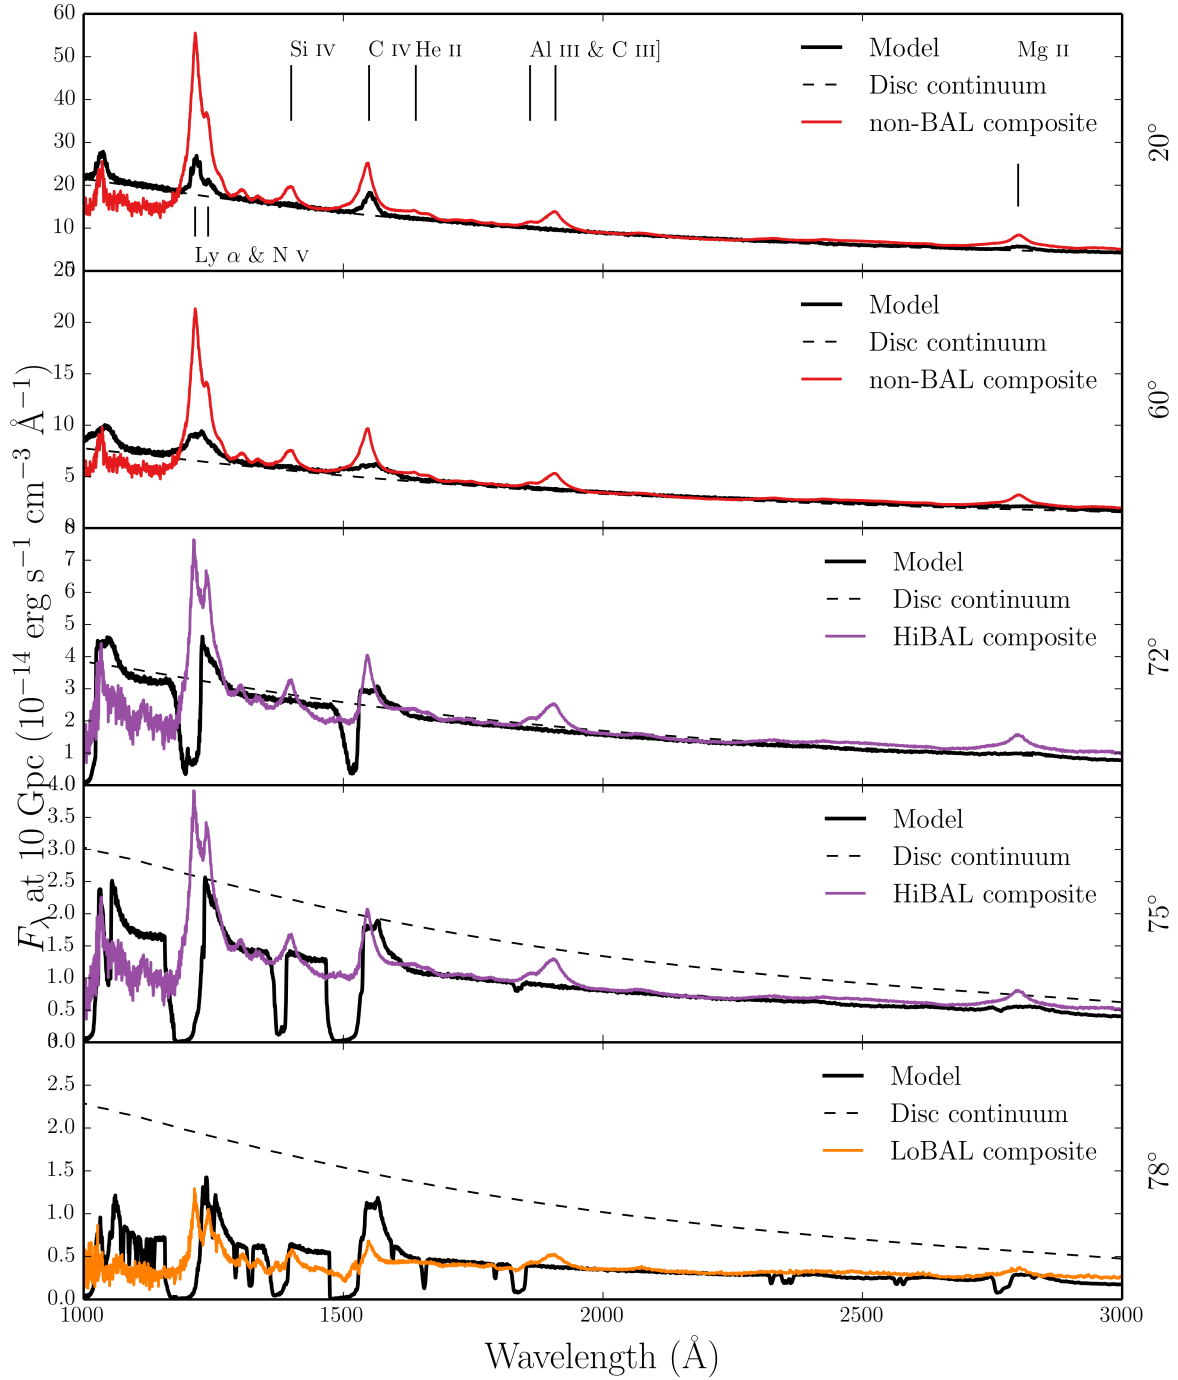 60
50
40
30
20
10
Si IV
C IV He II
Al III & C III]
Mg II
Ly α & N V
Model
Disc continuum
non-BAL composite
20°
25
20
15
10
5
0
Model
Disc continuum
non-BAL composite
60°
8
7
6
5
4
3
2
1
Model
Disc continuum
HiBAL composite
72°
4.0
3.5
3.0
2.5
2.0
1.5
1.0
0.5
0.0
Model
Disc continuum
HiBAL composite
75°
2.5
2.0
1.5
1.0
0.5
0.0
Model
Disc continuum
LoBAL composite
78°
1000 1500 2000 2500 3000
Wavelength (Å)
F_λ at 10 Gpc (10^−14 erg s^−1 cm^−3 Å^−1)